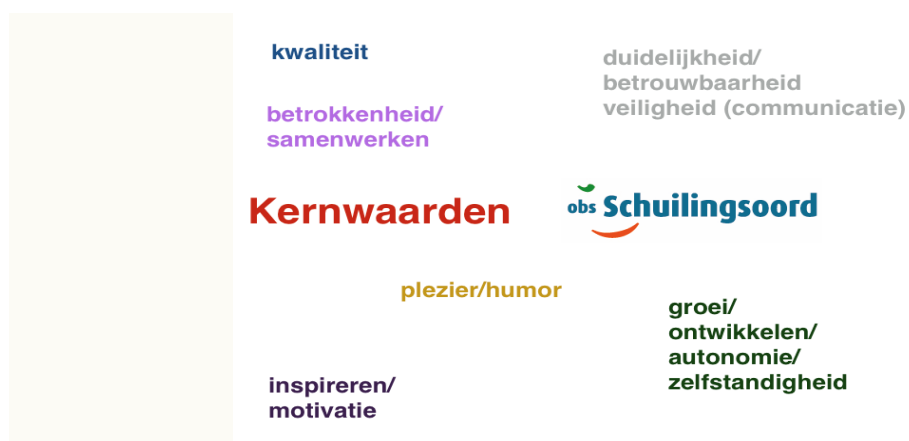 kwaliteit
duidelijkheid/
betrouwbaarheid
veiligheid (communicatie)
betrokkenheid/
samenwerken
Kernwaarden
obs Schuilingsoord
plezier/humor
groei/
ontwikkelen/
autonomie/
zelfstandigheid
inspireren/
motivatie